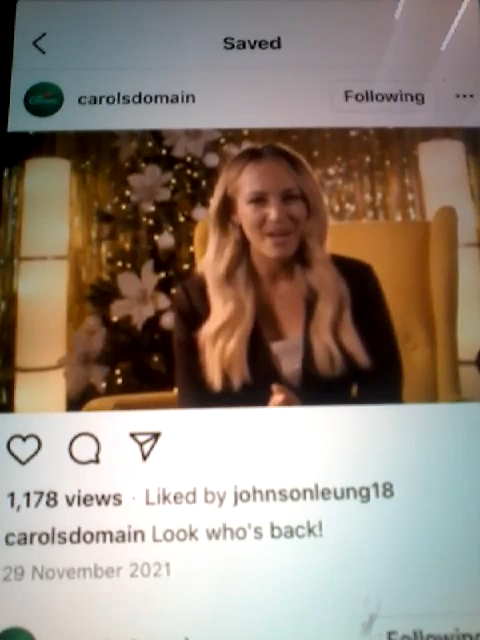 Saved
carolsdomain Following
1,178 views · Liked by johnsonleung18
carolsdomain Look who's back!
29 November 2021
Following